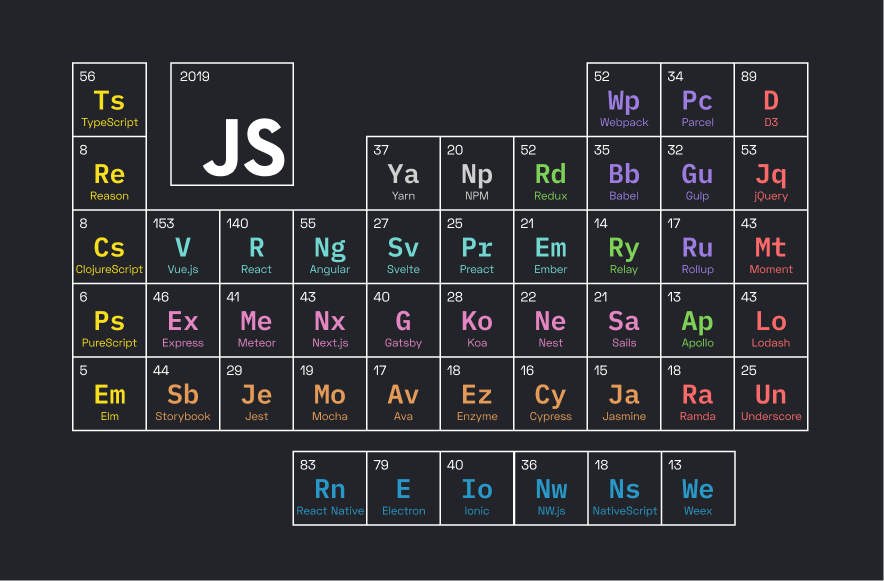 56
Ts
TypeScript
2019
JS
52
Wp
Webpack
34
Pc
Parcel
89
D
D3
8
Re
Reason
37
Ya
Yarn
20
Np
NPM
52
Rd
Redux
35
Bb
Babel
32
Gu
Gulp
53
Jq
jQuery
8
Cs
ClojureScript
153
V
Vue.js
140
R
React
55
Ng
Angular
27
Sv
Svelte
25
Pr
Preact
21
Em
Ember
14
Ry
Relay
17
Ru
Rollup
43
Mt
Moment
6
Ps
PureScript
46
Ex
Express
41
Me
Meteor
43
Nx
Next.js
40
G
Gatsby
28
Ko
Koa
22
Ne
Nest
21
Sa
Sails
13
Ap
Apollo
43
Lo
Lodash
5
Em
Elm
44
Sb
Storybook
29
Je
Jest
19
Mo
Mocha
17
Av
Ava
18
Ez
Enzyme
16
Cy
Cypress
15
Ja
Jasmine
18
Ra
Ramda
25
Un
Underscore
83
Rn
React Native
79
E
Electron
40
Io
Ionic
36
Nw
NW.js
18
Ns
NativeScript
13
We
Weex